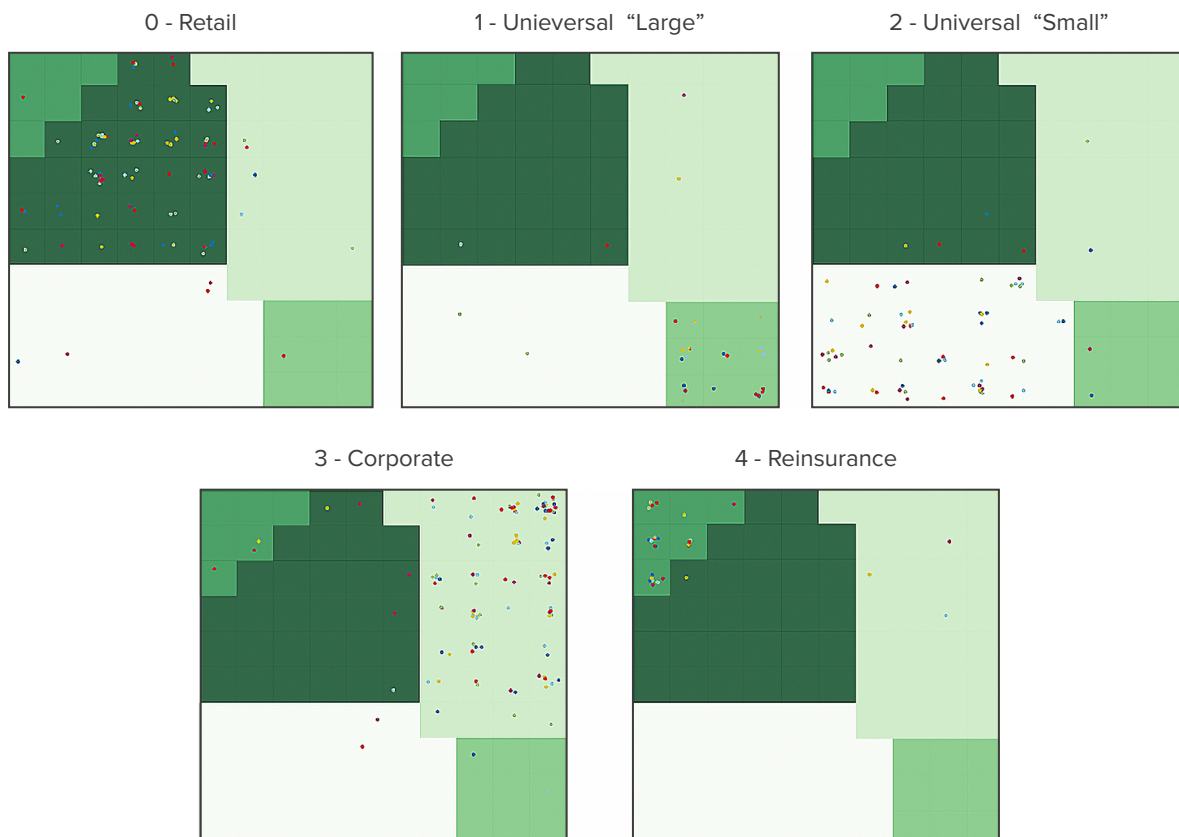 0 - Retail
1 - Unieversal “Large”
2 - Universal “Small”
3 - Corporate
4 - Reinsurance